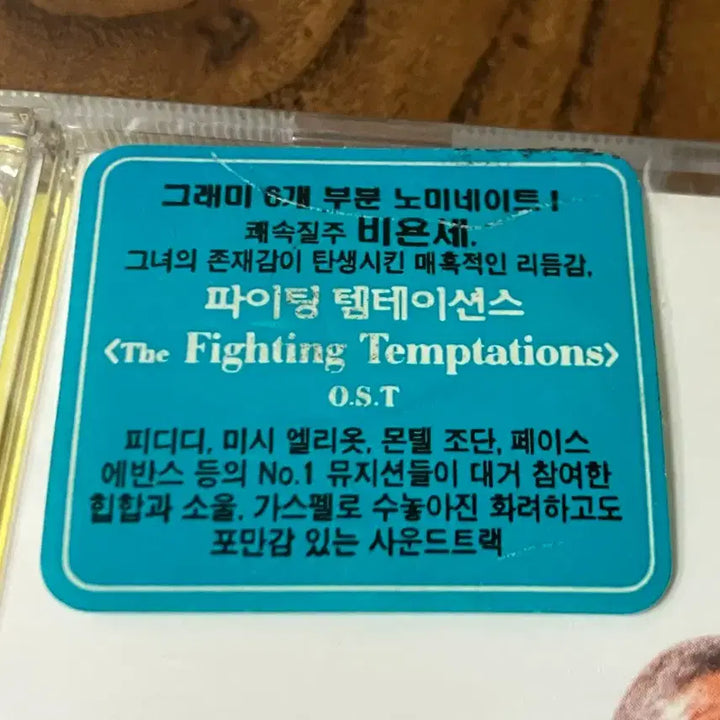 그래미 6개 부분 노미네이트!
쾌속질주 비욘세.
그녀의 존재감이 탄생시킨 매혹적인 리듬감.
파이팅 템테이션스
<The Fighting Temptations>
O.S.T
피디디, 미시 엘리옷, 몬텔 조단, 페이스
에반스 등의 No.1 뮤지션들이 대거 참여한
힙합과 소울, 가스펠로 수놓아진 화려하고도
포만감 있는 사운드트랙